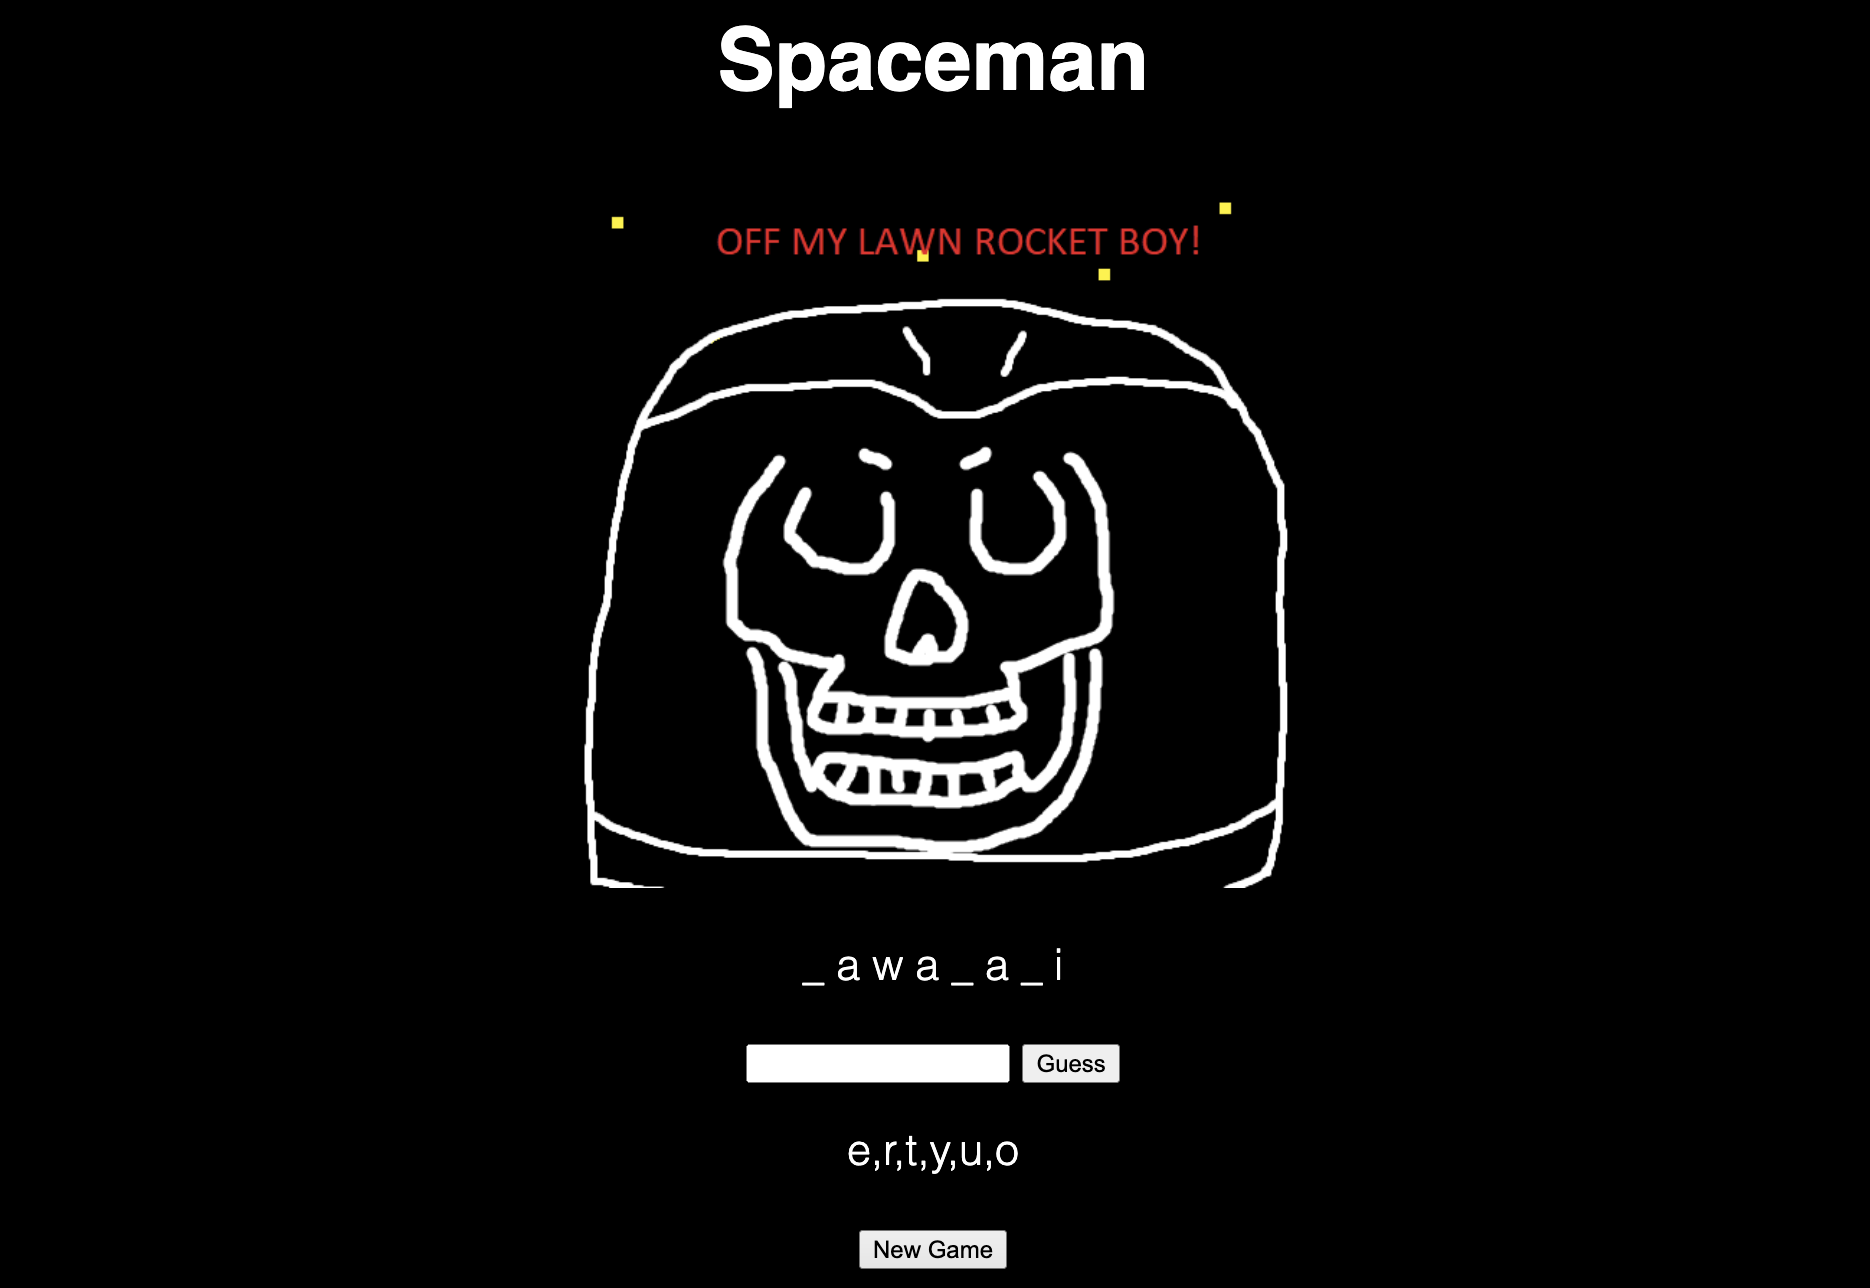 Spaceman
OFF MY LAWN ROCKET BOY!
_ a w a _ a _ i
Guess
e,r,t,y,u,o
New Game